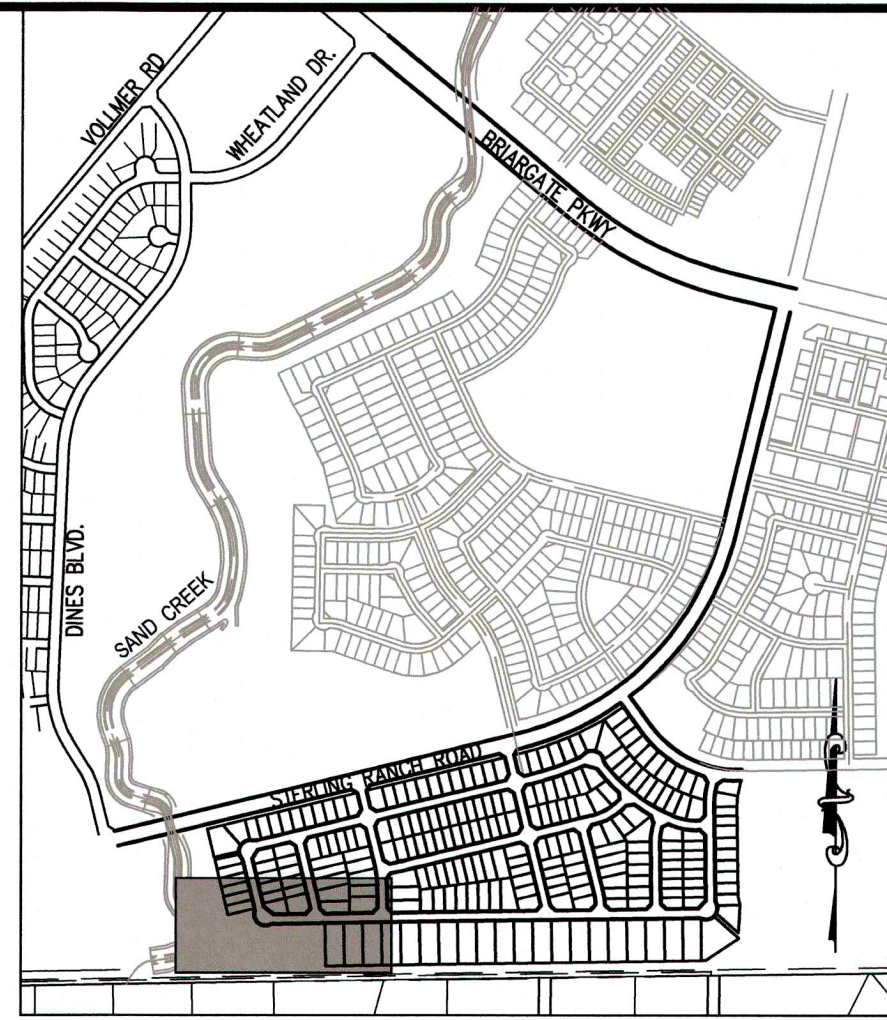 VOLLMER RD
WHEATLAND DR.
BRIARGATE PKWY
DINES BLVD.
SAND CREEK
STERLING RANCH ROAD